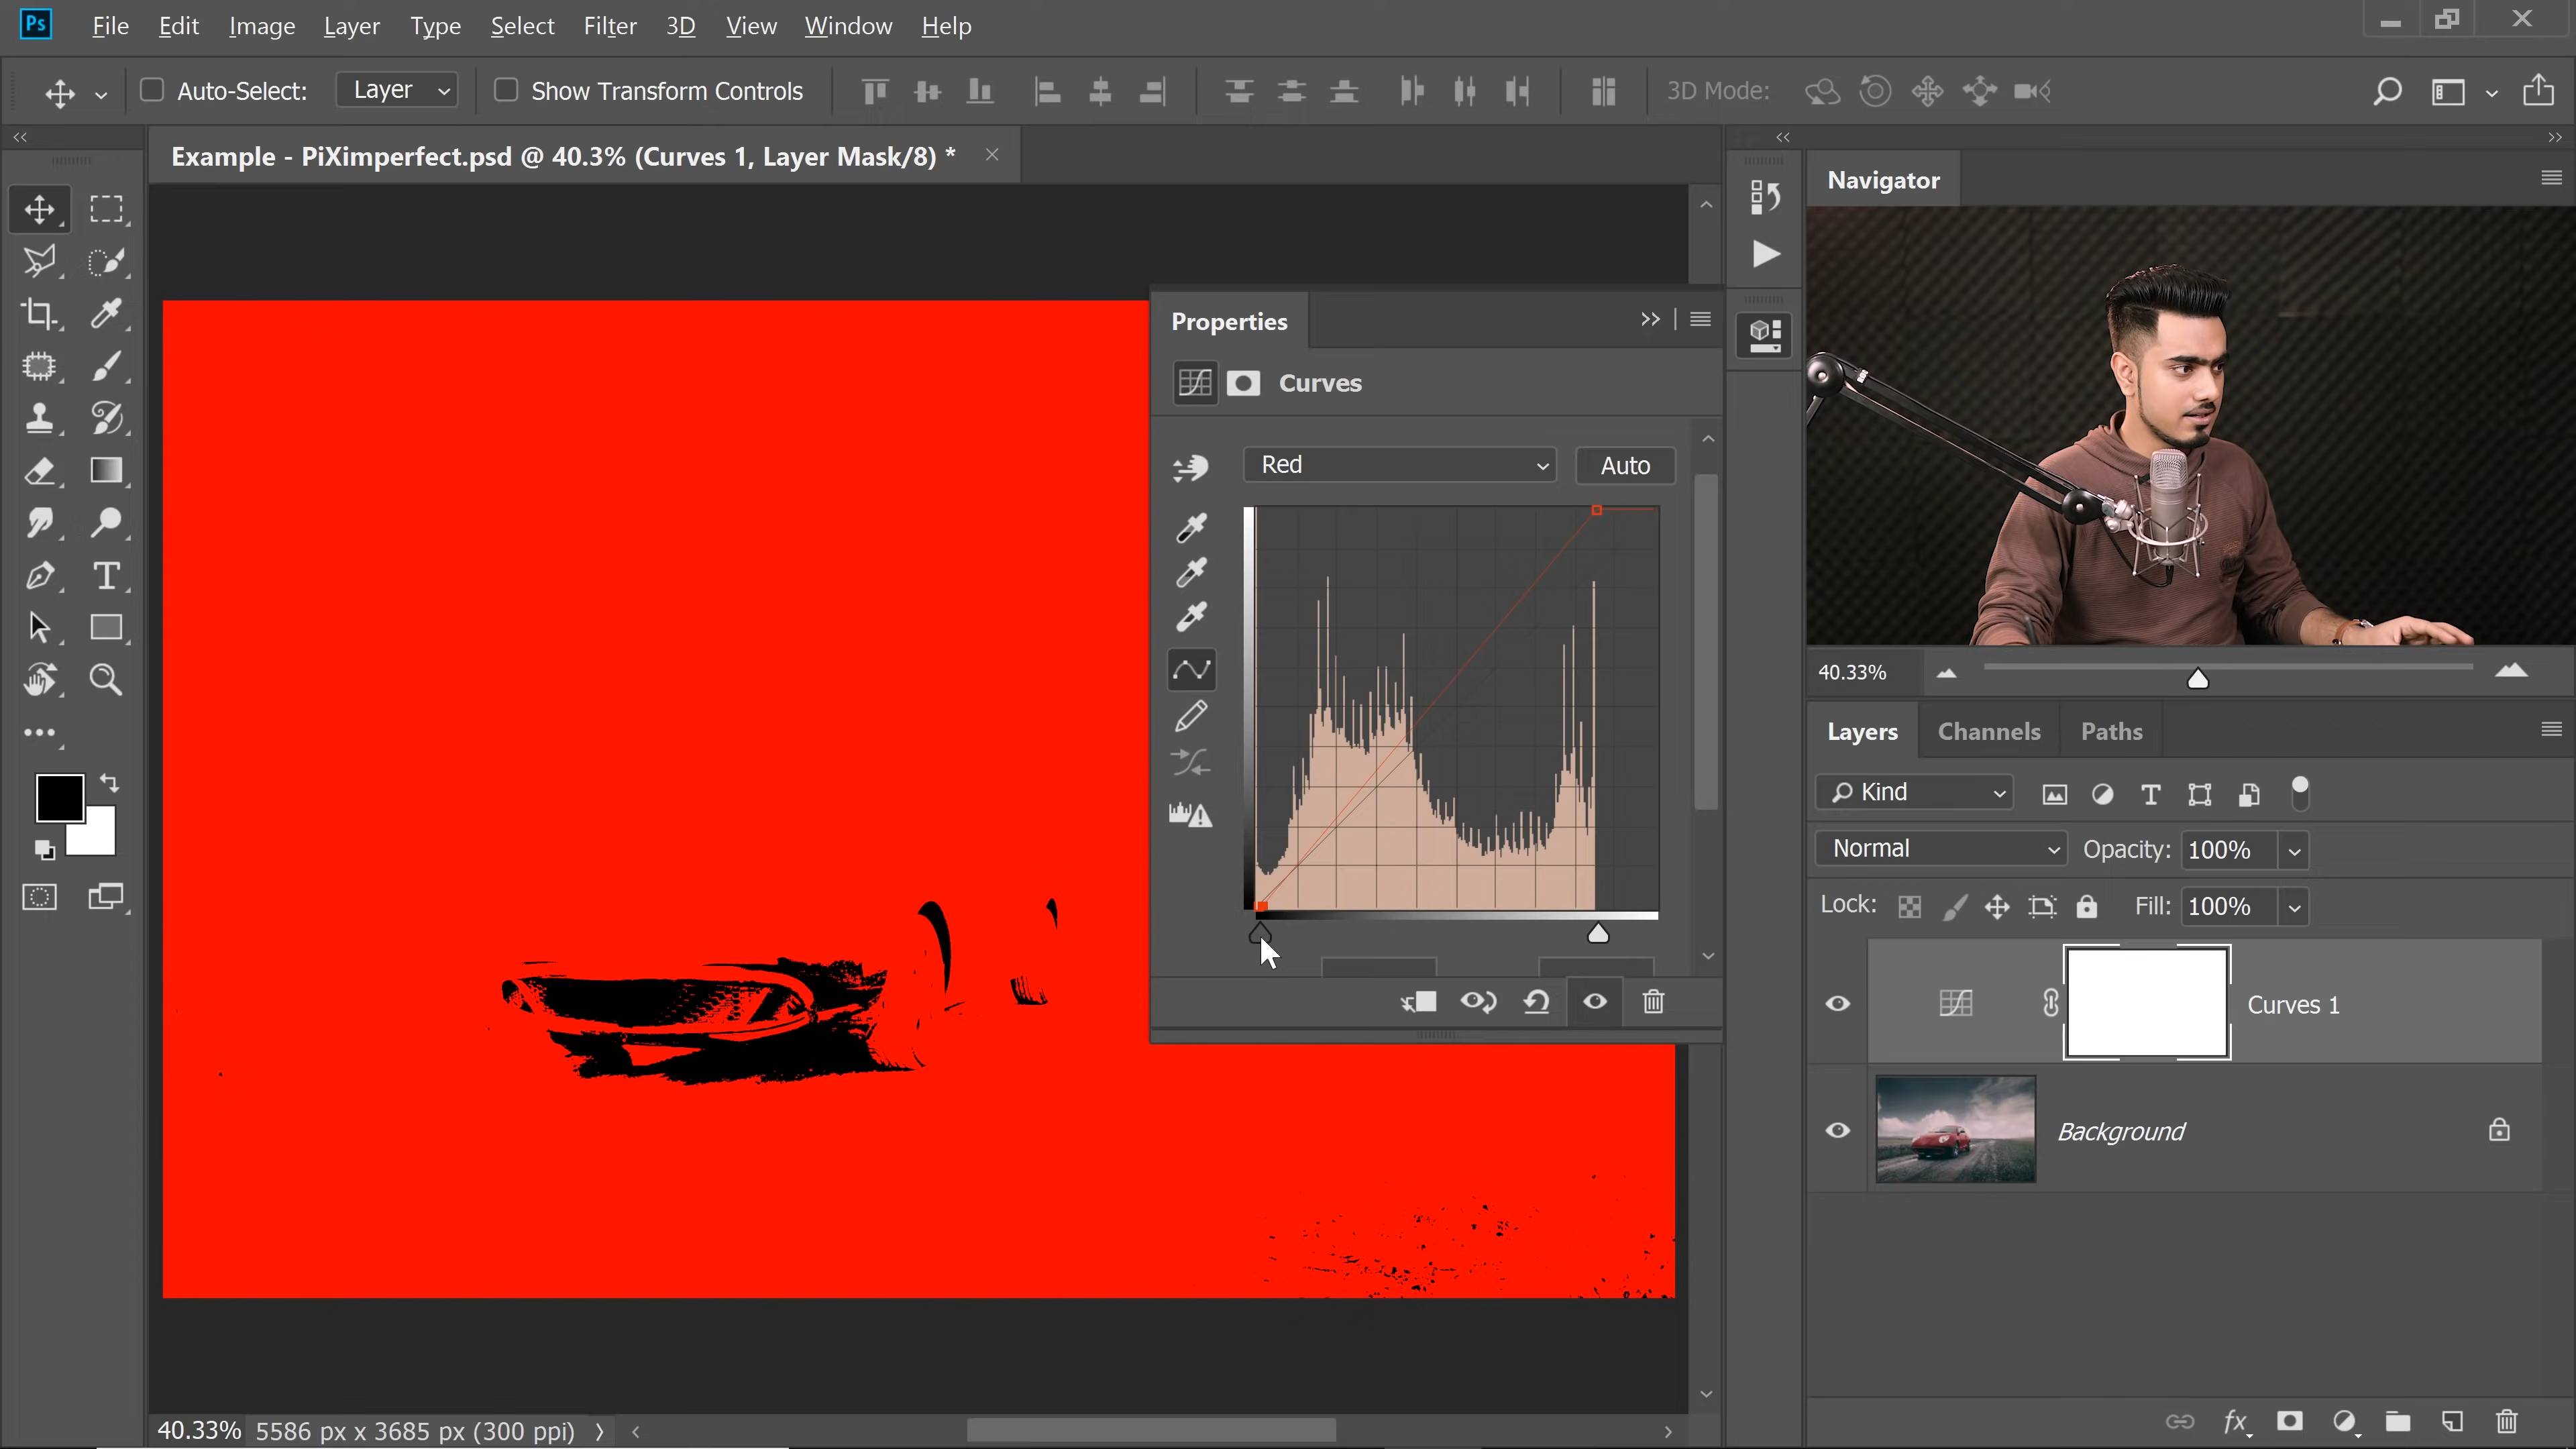 Ps File Edit Image Layer Type Select Filter 3D View Window Help
Auto-Select: Layer Show Transform Controls 3D Mode:
Example - PiXimperfect.psd @ 40.3% (Curves 1, Layer Mask/8) *
Navigator
Properties
Curves
Red Auto
40.33%
Layers Channels Paths
Kind
Normal Opacity: 100%
Lock: Fill: 100%
Curves 1
Background
40.33% 5586 px x 3685 px (300 ppi)
fx